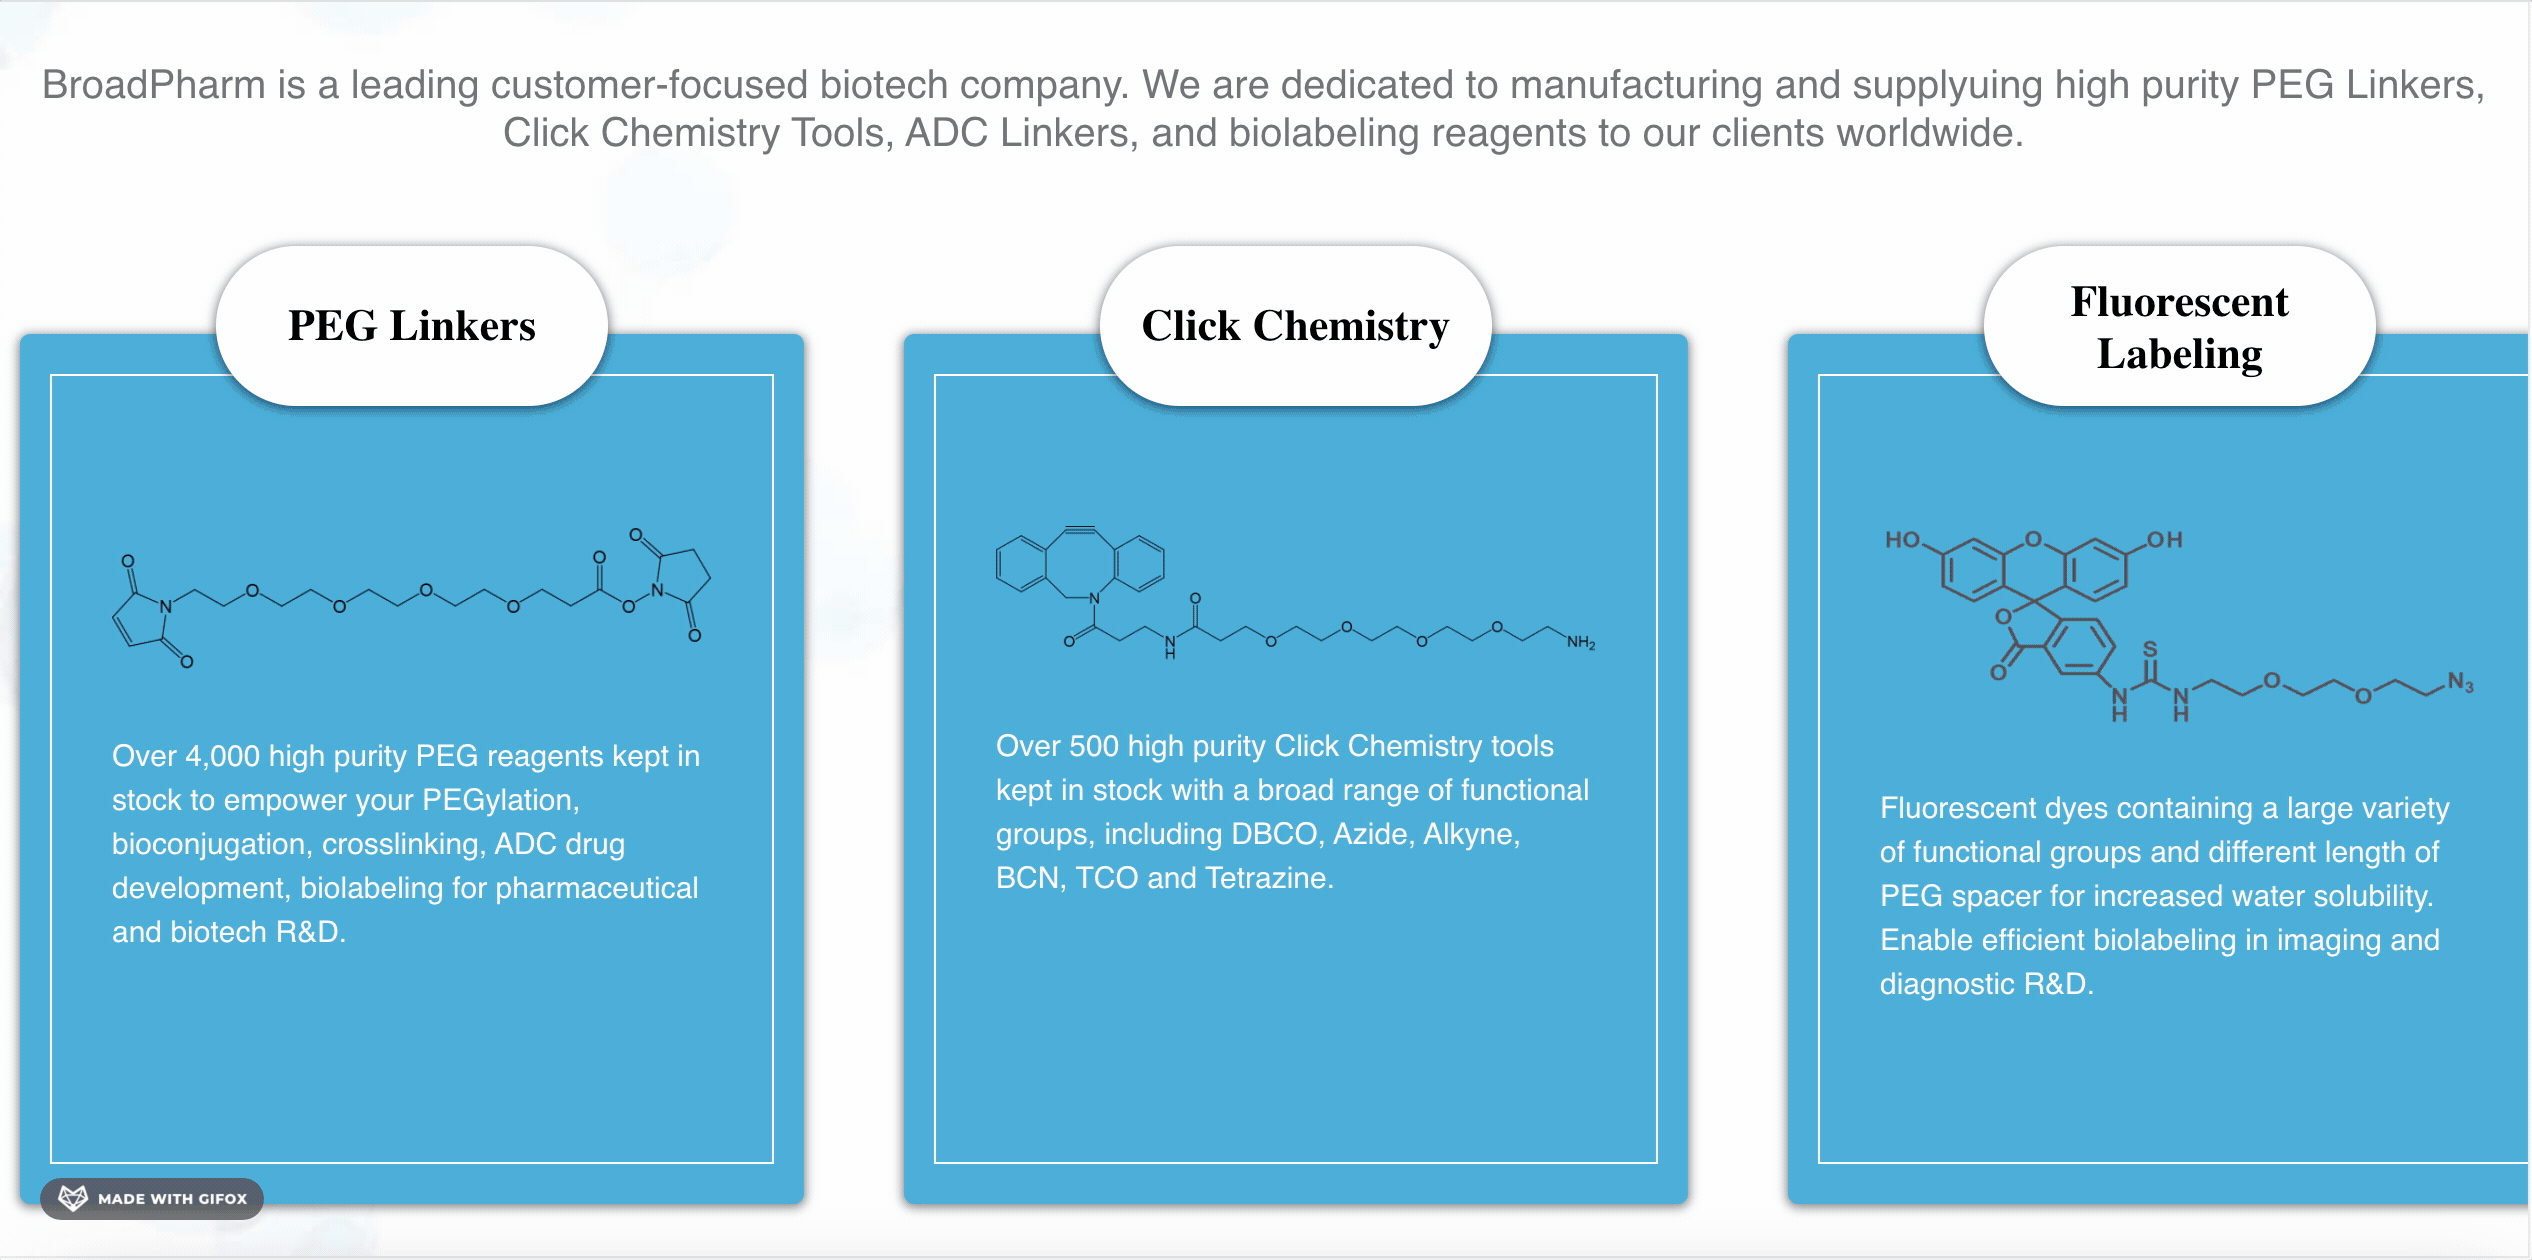 BroadPharm is a leading customer-focused biotech company. We are dedicated to manufacturing and supplyuing high purity PEG Linkers,
Click Chemistry Tools, ADC Linkers, and biolabeling reagents to our clients worldwide.
PEG Linkers
O
O
N
O
O
O
O
O
O
O
N
O
O
Over 4,000 high purity PEG reagents kept in
stock to empower your PEGylation,
bioconjugation, crosslinking, ADC drug
development, biolabeling for pharmaceutical
and biotech R&D.
MADE WITH GIFOX
Click Chemistry
N
O
O
N
H
O
O
O
O
NH2
Over 500 high purity Click Chemistry tools
kept in stock with a broad range of functional
groups, including DBCO, Azide, Alkyne,
BCN, TCO and Tetrazine.
Fluorescent
Labeling
HO
O
OH
O
O
S
N
H
N
H
O
O
N3
Fluorescent dyes containing a large variety
of functional groups and different length of
PEG spacer for increased water solubility.
Enable efficient biolabeling in imaging and
diagnostic R&D.